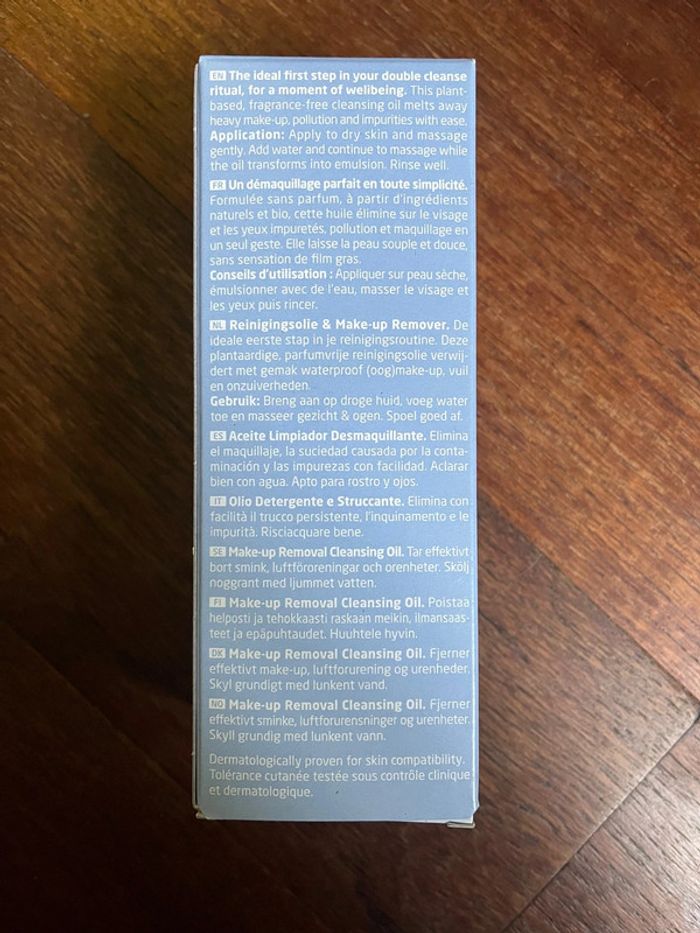 EN The ideal first step in your double cleanse
ritual, for a moment of wellbeing. This plant-
based, fragrance-free cleansing oil melts away
heavy make-up, pollution and impurities with ease.
Application: Apply to dry skin and massage
gently. Add water and continue to massage while
the oil transforms into emulsion. Rinse well.
FR Un démaquillage parfait en toute simplicité.
Formulée sans parfum, à partir d'ingrédients
naturels et bio, cette huile élimine sur le visage
et les yeux impuretés, pollution et maquillage en
un seul geste. Elle laisse la peau souple et douce,
sans sensation de film gras.
Conseils d'utilisation : Appliquer sur peau sèche,
émulsionner avec de l'eau, masser le visage et
les yeux puis rincer.
NL Reinigingsolie & Make-up Remover. De
ideale eerste stap in je reinigingsroutine. Deze
plantaardige, parfumvrije reinigingsolie verwij-
dert met gemak waterproof (oog)make-up, vuil
en onzuiverheden.
Gebruik: Breng aan op droge huid, voeg water
toe en masseer gezicht & ogen. Spoel goed af.
ES Aceite Limpiador Desmaquillante. Elimina
el maquillaje, la suciedad causada por la conta-
minación y las impurezas con facilidad. Aclarar
bien con agua. Apto para rostro y ojos.
IT Olio Detergente e Struccante. Elimina con
facilità il trucco persistente, l'inquinamento e le
impurità. Risciacquare bene.
SE Make-up Removal Cleansing Oil. Tar effektivt
bort smink, luftföroreningar och orenheter. Skölj
noggrant med ljummet vatten.
FI Make-up Removal Cleansing Oil. Poistaa
helposti ja tehokkaasti raskaan meikin, ilmansaas-
teet ja epäpuhtaudet. Huuhtele hyvin.
DK Make-up Removal Cleansing Oil. Fjerner
effektivt make-up, luftforurening og urenheder.
Skyl grundigt med lunkent vand.
NO Make-up Removal Cleansing Oil. Fjerner
effektivt sminke, luftforurensninger og urenheter.
Skyll grundig med lunkent vann.
Dermatologically proven for skin compatibility.
Tolérance cutanée testée sous contrôle clinique
et dermatologique.